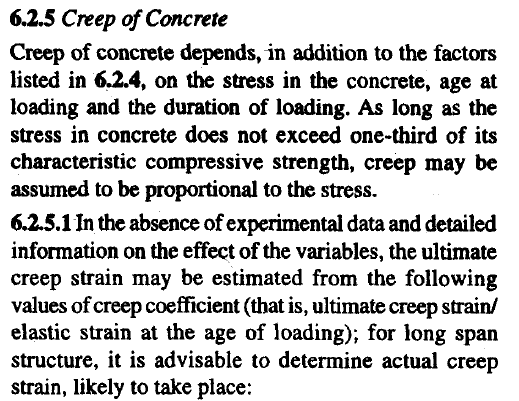 6.2.5 Creep of Concrete
Creep of concrete depends, in addition to the factors
listed in 6.2.4, on the stress in the concrete, age at
loading and the duration of loading. As long as the
stress in concrete does not exceed one-third of its
characteristic compressive strength, creep may be
assumed to be proportional to the stress.
6.2.5.1 In the absence of experimental data and detailed
information on the effect of the variables, the ultimate
creep strain may be estimated from the following
values of creep coefficient (that is, ultimate creep strain/
elastic strain at the age of loading); for long span
structure, it is advisable to determine actual creep
strain, likely to take place: